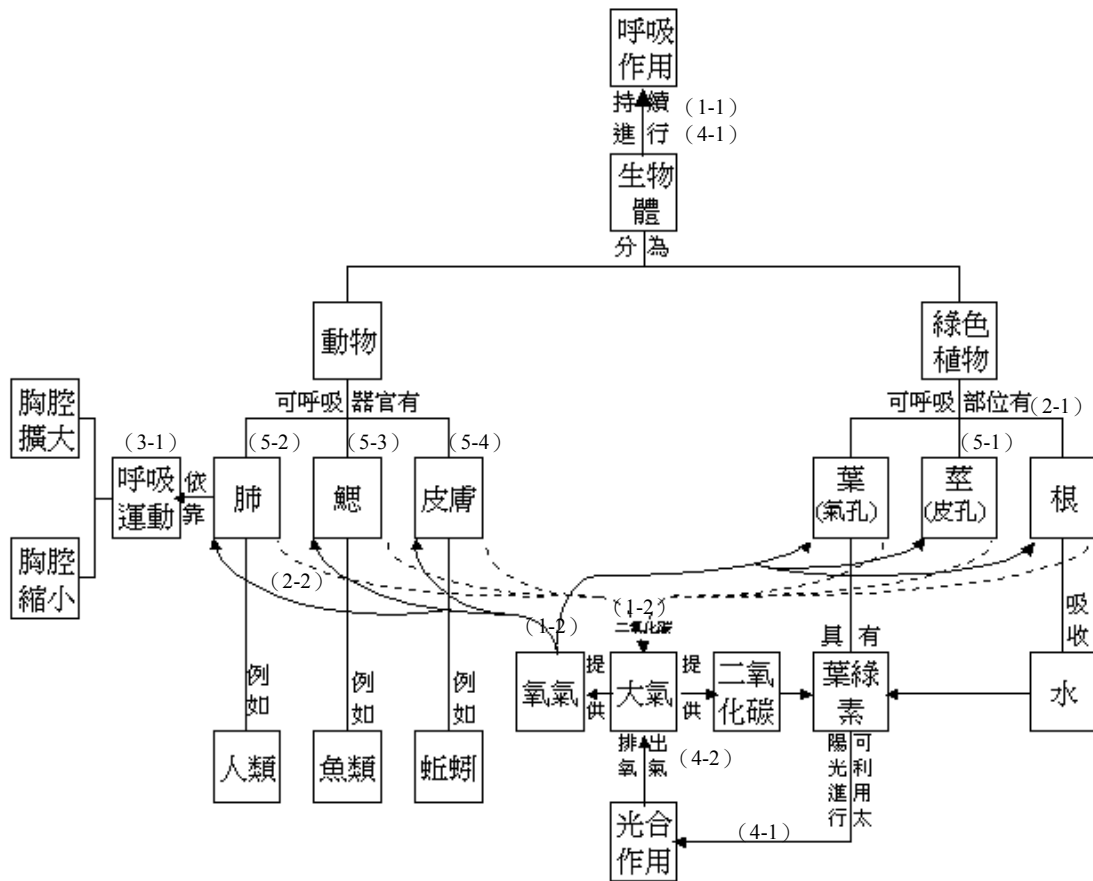 呼吸
作用
持續
進行
（1-1）
（4-1）
生物
體
分為
動物
綠色
植物
可呼吸 器官有
可呼吸 部位有
（2-1）
胸腔
擴大
（3-1）
（5-2）
（5-3）
（5-4）
（5-1）
呼吸
運動
依
靠
肺
鰓
皮膚
葉
(氣孔)
莖
(皮孔)
根
胸腔
縮小
（2-2）
（1-2）
（1-2）
二氧化碳
具有
吸
收
氧氣
提
供
大氣
提
供
二氧
化碳
葉綠
素
水
例
如
例
如
例
如
人類
魚類
蚯蚓
排出
氧氣
（4-2）
可利用太
陽光進行
光合
作用
（4-1）